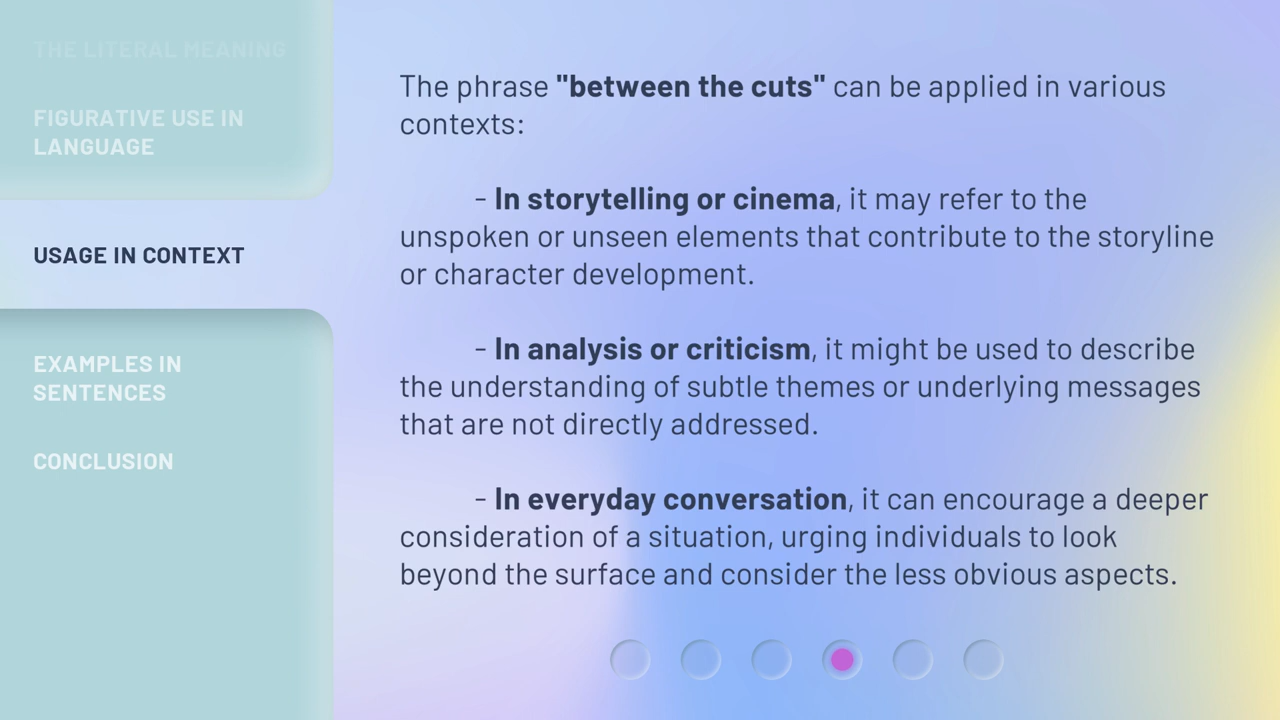 THE LITERAL MEANING
FIGURATIVE USE IN
LANGUAGE
USAGE IN CONTEXT
EXAMPLES IN
SENTENCES
CONCLUSION
The phrase "between the cuts" can be applied in various
contexts:
- In storytelling or cinema, it may refer to the
unspoken or unseen elements that contribute to the storyline
or character development.
- In analysis or criticism, it might be used to describe
the understanding of subtle themes or underlying messages
that are not directly addressed.
- In everyday conversation, it can encourage a deeper
consideration of a situation, urging individuals to look
beyond the surface and consider the less obvious aspects.